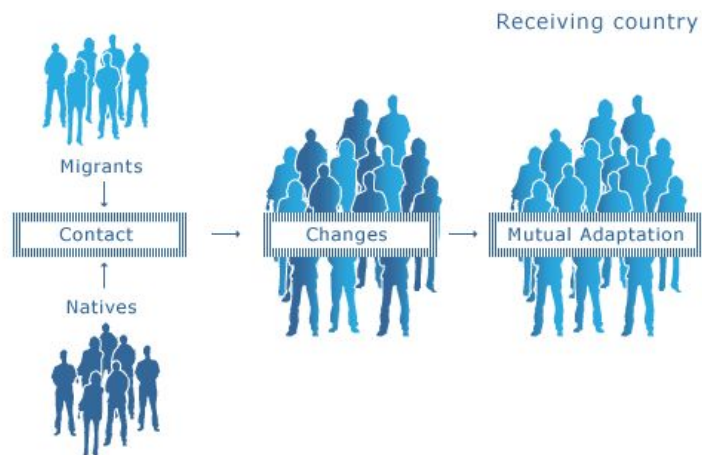 Receiving country
Migrants
Contact
Changes
Mutual Adaptation
Natives